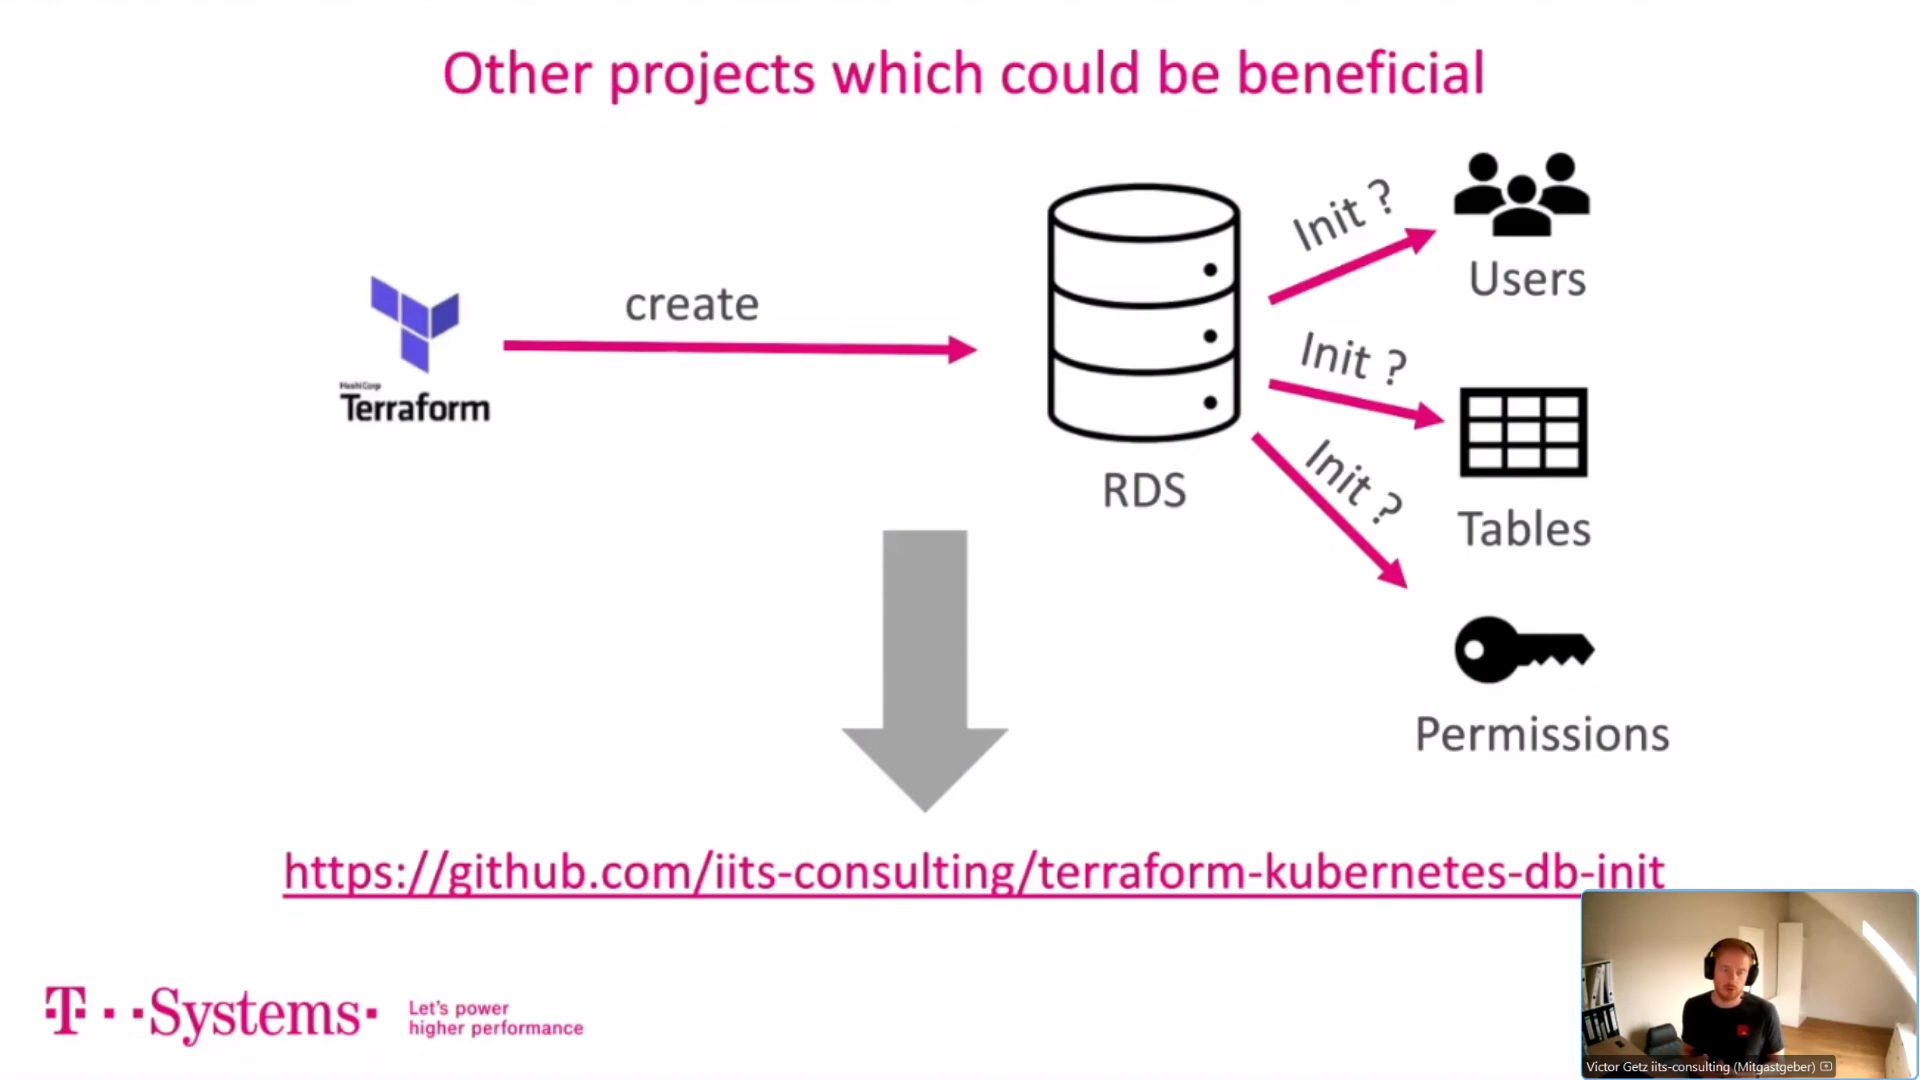 Other projects which could be beneficial
Init ?
Users
create
Init ?
HashiCorp
Terraform
Init ?
RDS
Tables
Permissions
https://github.com/iits-consulting/terraform-kubernetes-db-init
T · · Systems ·
Let's power
higher performance
Victor Getz iits-consulting (Mitgastgeber)